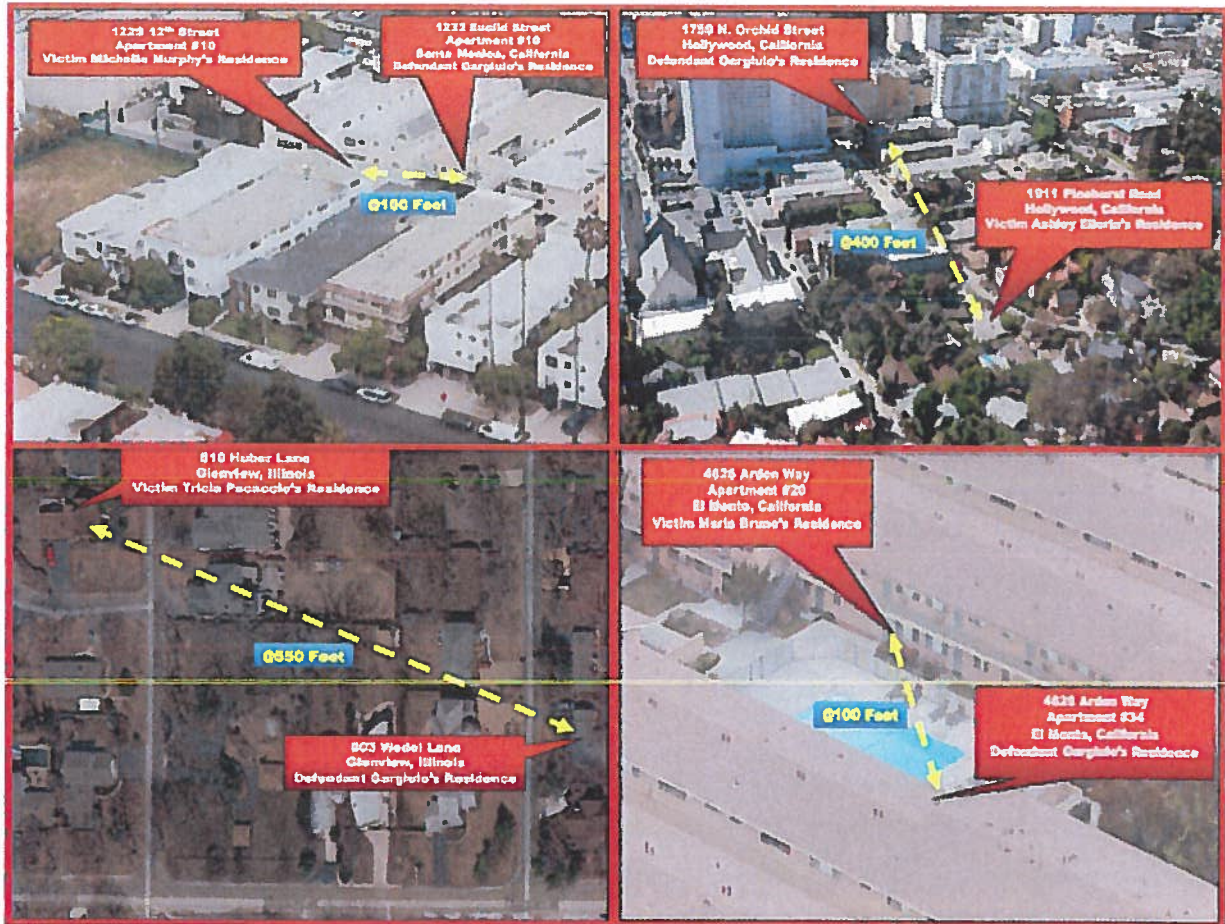 1229 12th Street
Apartment #10
Victim Michelle Murphy's Residence
1232 Euclid Street
Apartment #10
Santa Monica, California
Defendant Gargiulo's Residence
@100 Feet
1759 N. Orchid Street
Hollywood, California
Defendant Gargiulo's Residence
1911 Pinehurst Road
Hollywood, California
Victim Ashley Ellerin's Residence
@400 Feet
810 Huber Lane
Glenview, Illinois
Victim Tricia Pacaccio's Residence
@550 Feet
803 Wedel Lane
Glenview, Illinois
Defendant Gargiulo's Residence
4628 Arden Way
Apartment #20
El Monte, California
Victim Maria Bruno's Residence
@100 Feet
4628 Arden Way
Apartment #34
El Monte, California
Defendant Gargiulo's Residence